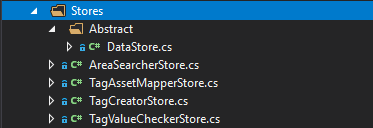 Stores
Abstract
C# DataStore.cs
C# AreaSearcherStore.cs
C# TagAssetMapperStore.cs
C# TagCreatorStore.cs
C# TagValueCheckerStore.cs